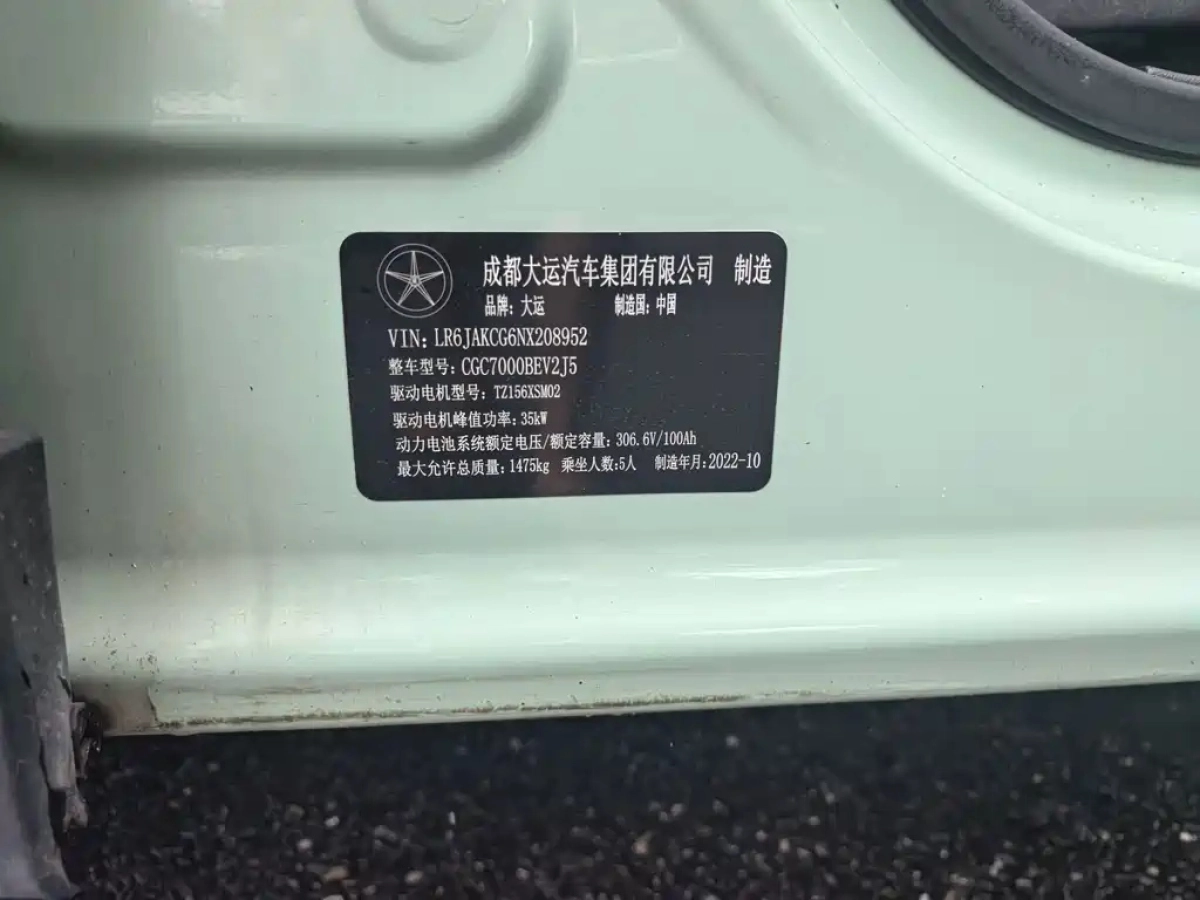 成都大运汽车集团有限公司 制造
品牌: 大运 制造国: 中国
VIN: LR6JAKCG6NX208952
整车型号: CGC7000BEV2J5
驱动电机型号: TZ156XSM02
驱动电机峰值功率: 35kW
动力电池系统额定电压/额定容量: 306.6V/100Ah
最大允许总质量: 1475kg 乘坐人数: 5人 制造年月: 2022-10